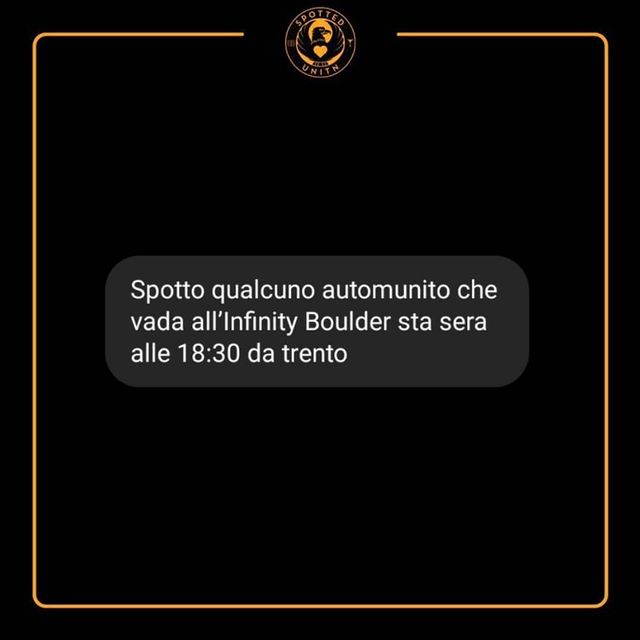 SPOTTED
UNITN
Spotto qualcuno automunito che
vada all’Infinity Boulder sta sera
alle 18:30 da trento